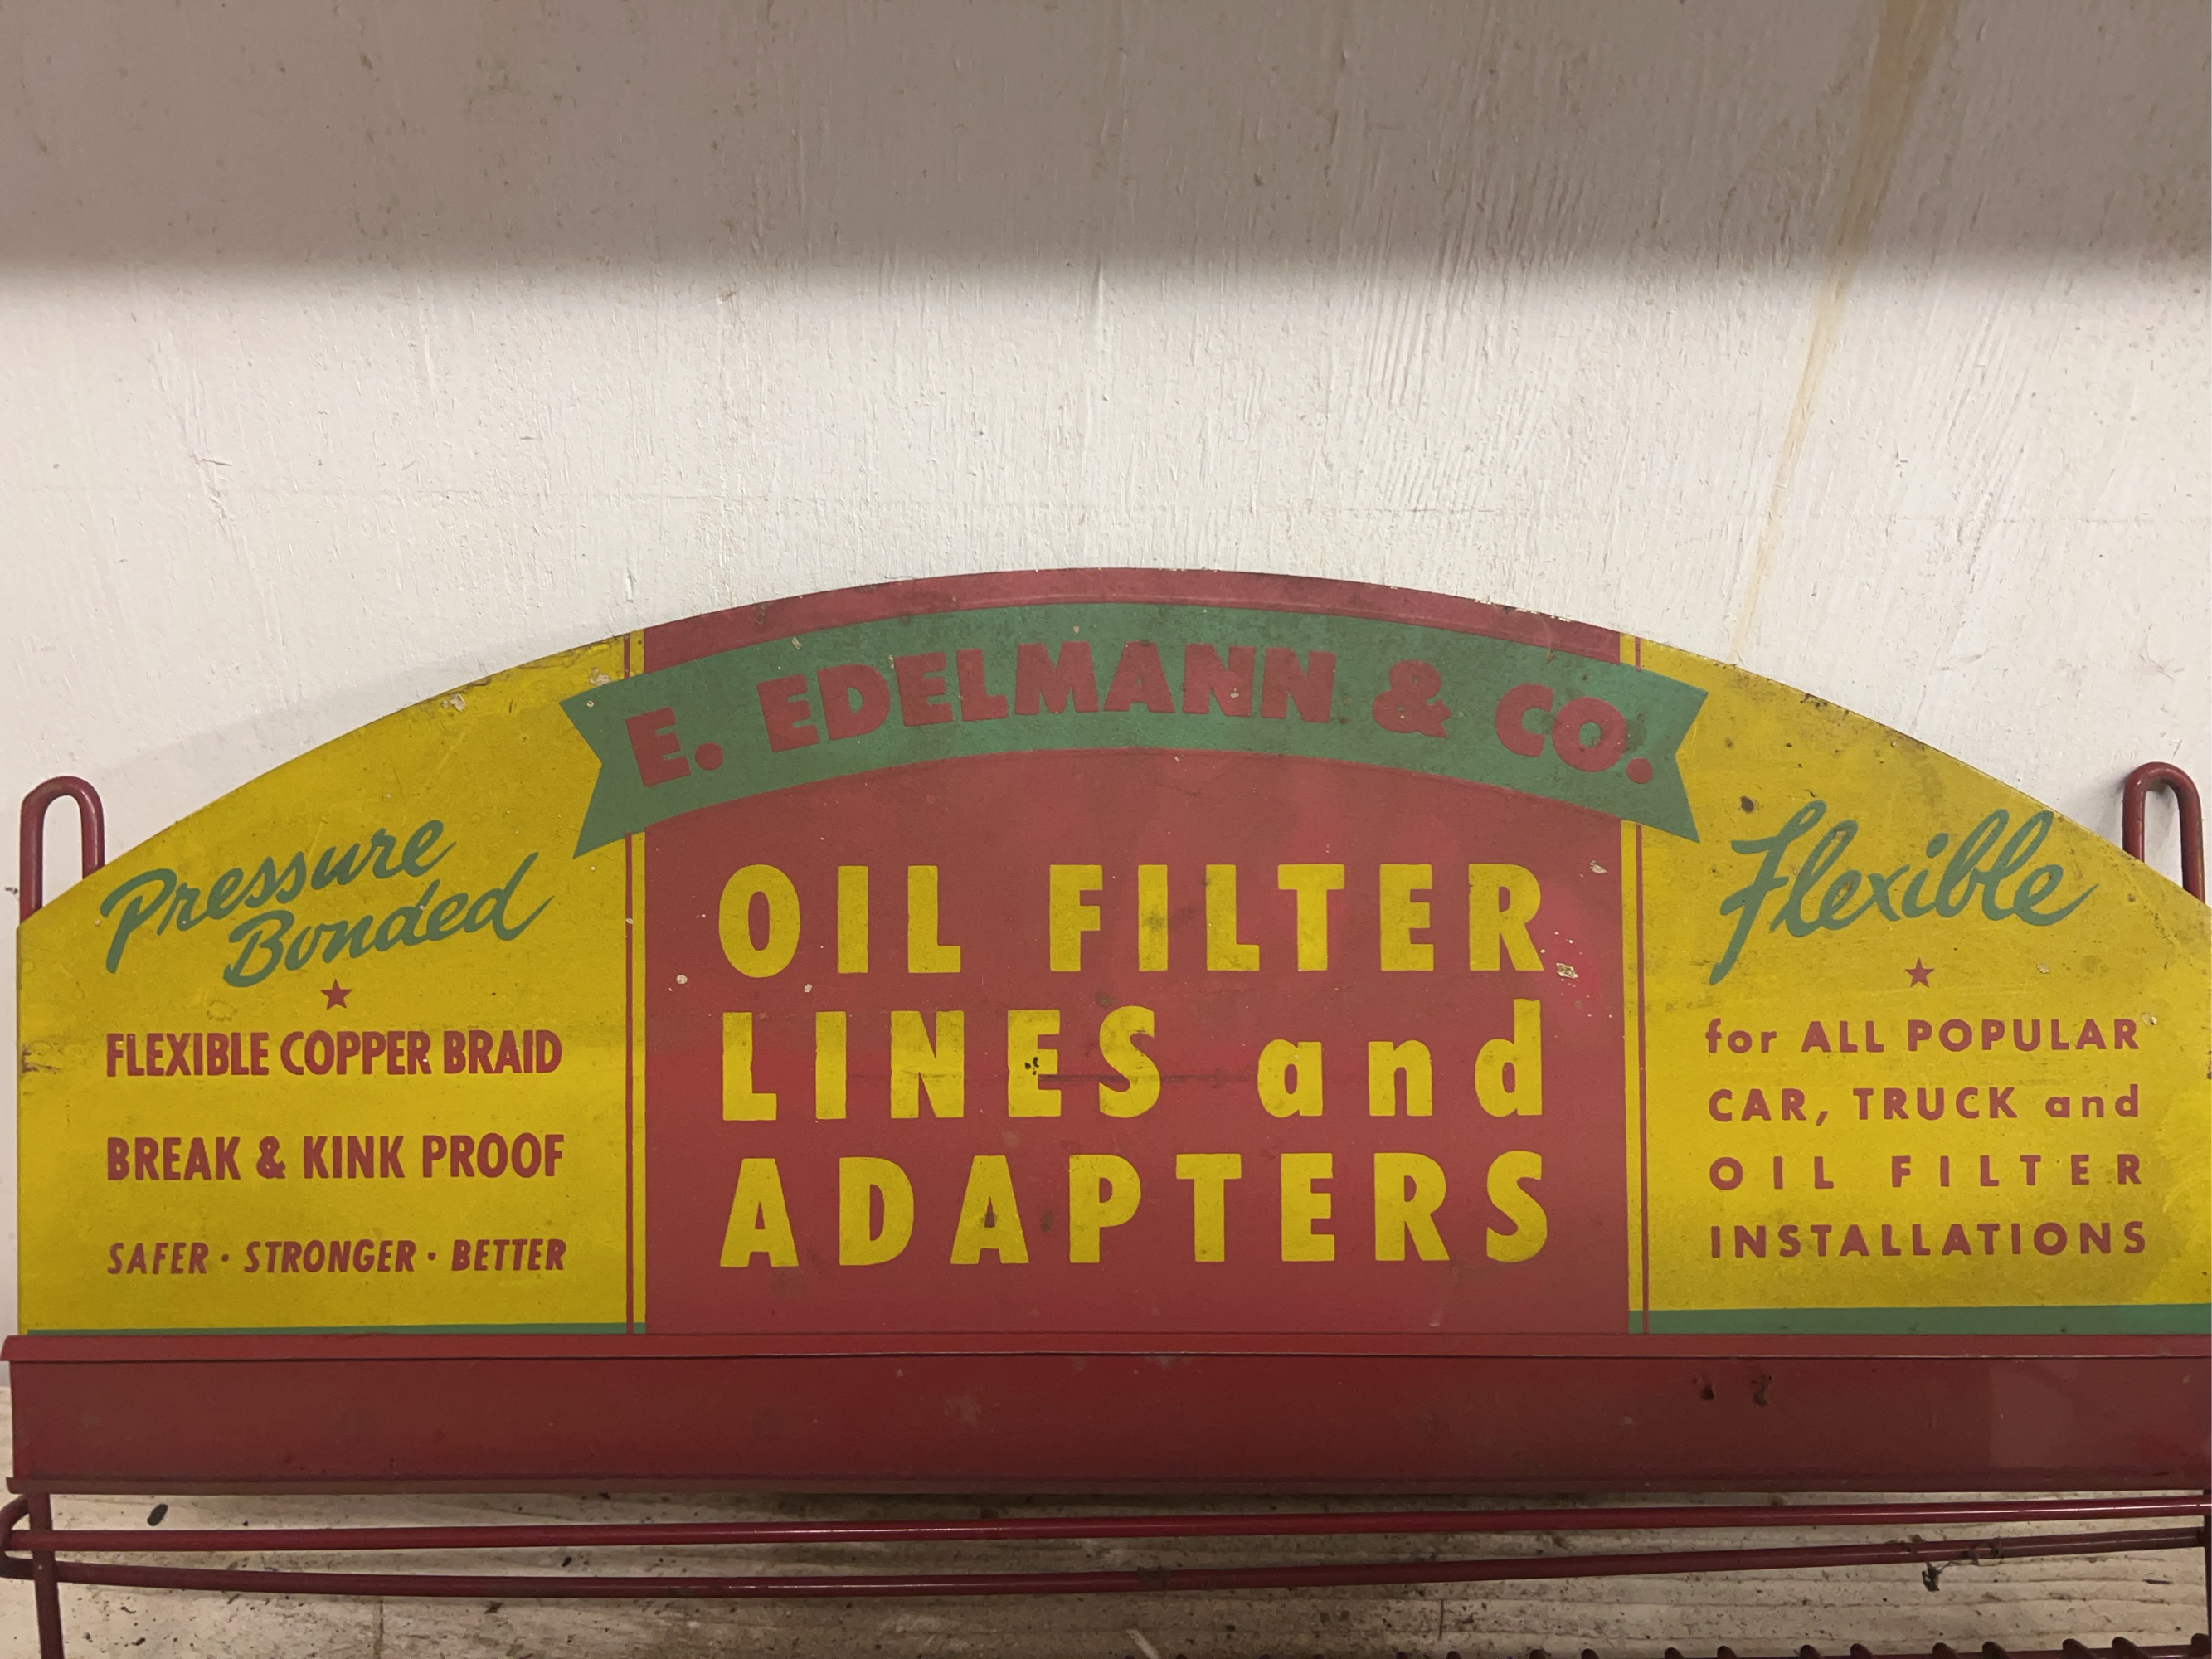 E. EDELMANN & CO.
Pressure
Bonded
FLEXIBLE COPPER BRAID
BREAK & KINK PROOF
SAFER · STRONGER · BETTER
OIL FILTER
LINES and
ADAPTERS
Flexible
for ALL POPULAR
CAR, TRUCK and
OIL FILTER
INSTALLATIONS